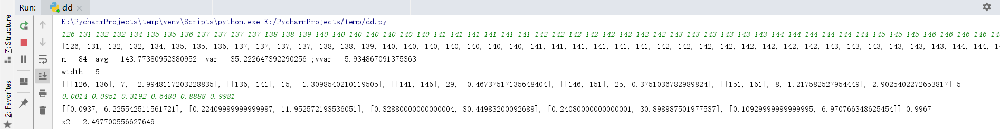 Run: dd
E:\PycharmProjects\temp\venv\Scripts\python.exe E:/PycharmProjects/temp/dd.py
126 131 132 132 134 135 135 136 137 137 137 137 138 138 139 140 140 140 140 140 140 140 141 141 141 141 141 141 142 142 142 142 142 142 142 142 143 143 143 143 143 143 144 144 144 144 144 144 145 145 145 146 146 146 146 14
[126, 131, 132, 132, 134, 135, 135, 136, 137, 137, 137, 137, 138, 138, 139, 140, 140, 140, 140, 140, 140, 140, 141, 141, 141, 141, 141, 141, 142, 142, 142, 142, 142, 142, 142, 142, 143, 143, 143, 143, 143, 143, 144, 144, 14
n = 84 ;avg = 143.77380952380952 ;var = 35.222647392290256 ;vvar = 5.934867091375363
width = 5
[[[126, 136], 7, -2.9948117203228835], [[136, 141], 15, -1.3098540210119505], [[141, 146], 29, -0.46737517135648404], [[146, 151], 25, 0.3751036782989824], [[151, 161], 8, 1.217582527954449], 2.9025402272653817] 5
0.0014 0.0951 0.3192 0.6480 0.8888 0.9981
[[0.0937, 6.225542511561721], [0.22409999999999997, 11.952572193536051], [0.32880000000000004, 30.44983200092689], [0.24080000000000001, 30.898987501977537], [0.10929999999999995, 6.970766348625454]] 0.9967
x2 = 2.497700556627649
7: Structure
2: Favorites